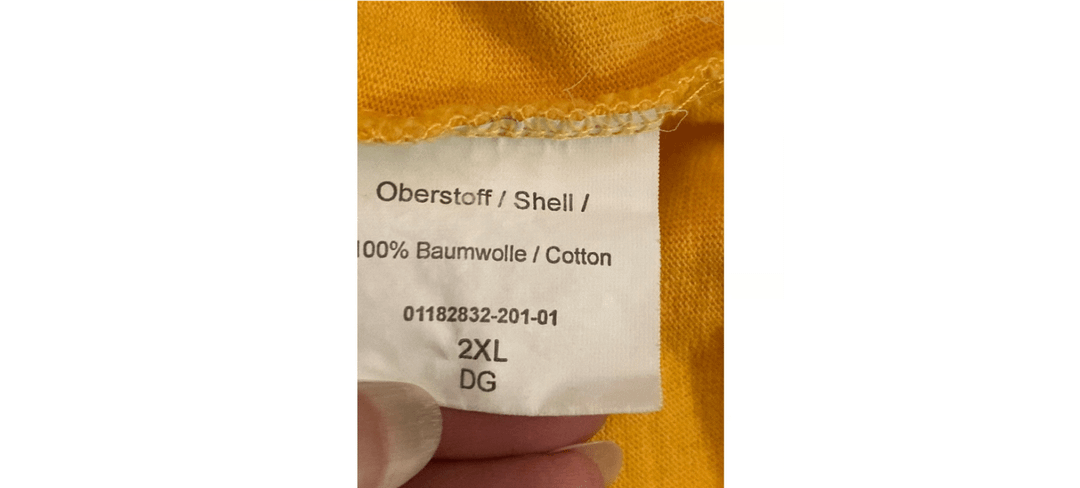 Oberstoff / Shell /
100% Baumwolle / Cotton
01182832-201-01
2XL
DG